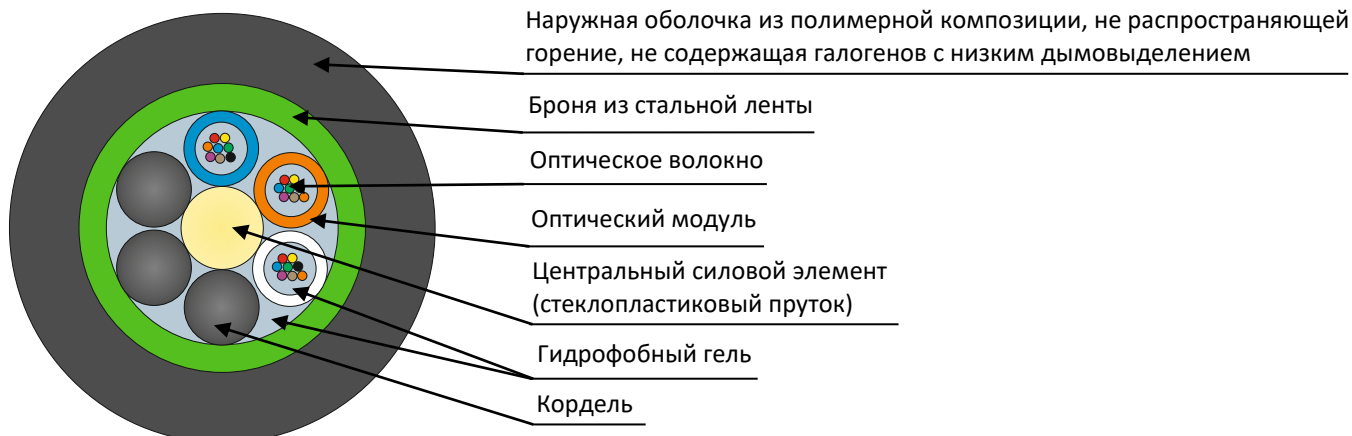 Наружная оболочка из полимерной композиции, не распространяющей
горение, не содержащая галогенов с низким дымовыделением
Броня из стальной ленты
Оптическое волокно
Оптический модуль
Центральный силовой элемент
(стеклопластиковый пруток)
Гидрофобный гель
Кордель